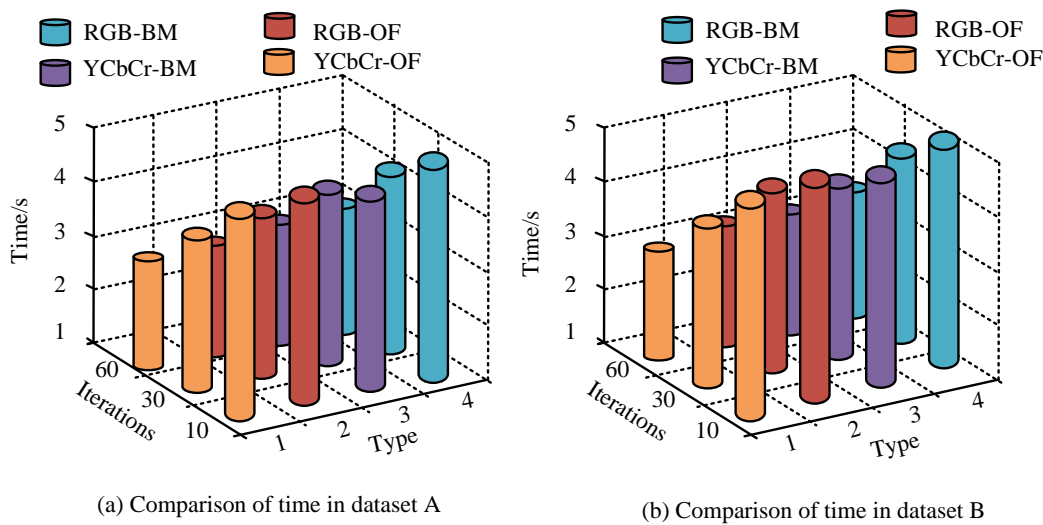 RGB-BM
RGB-OF
YCbCr-BM
YCbCr-OF
5
4
3
2
1
Time/s
60
30
10
Iterations
1
2
3
4
Type
(a) Comparison of time in dataset A
RGB-BM
RGB-OF
YCbCr-BM
YCbCr-OF
5
4
3
2
1
Time/s
60
30
10
Iterations
1
2
3
4
Type
(b) Comparison of time in dataset B